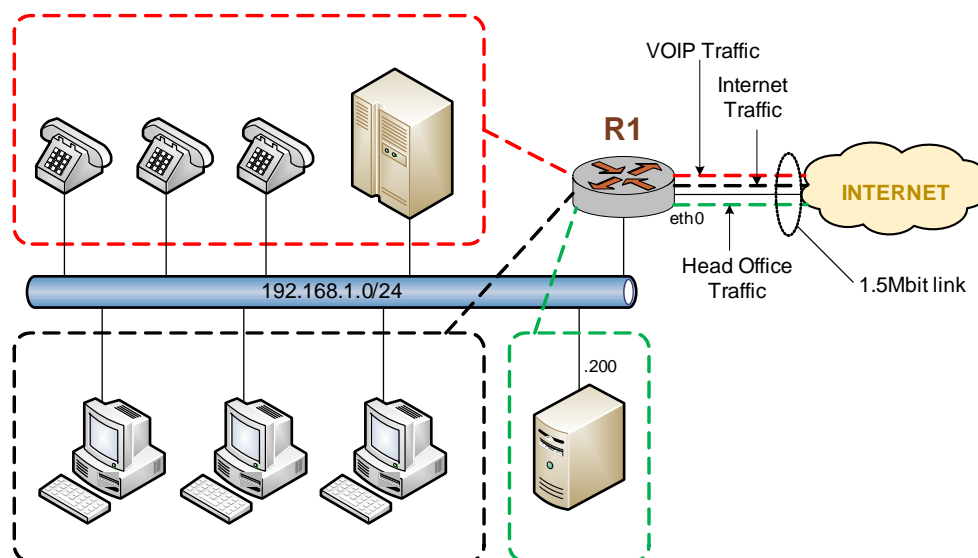 VOIP Traffic
Internet
Traffic
R1
INTERNET
eth0
Head Office
Traffic
1.5Mbit link
192.168.1.0/24
.200